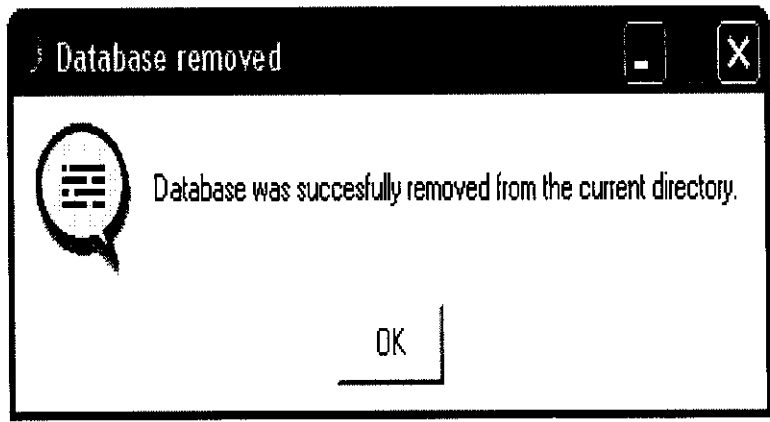 Database removed
Database was succesfully removed from the current directory.
OK